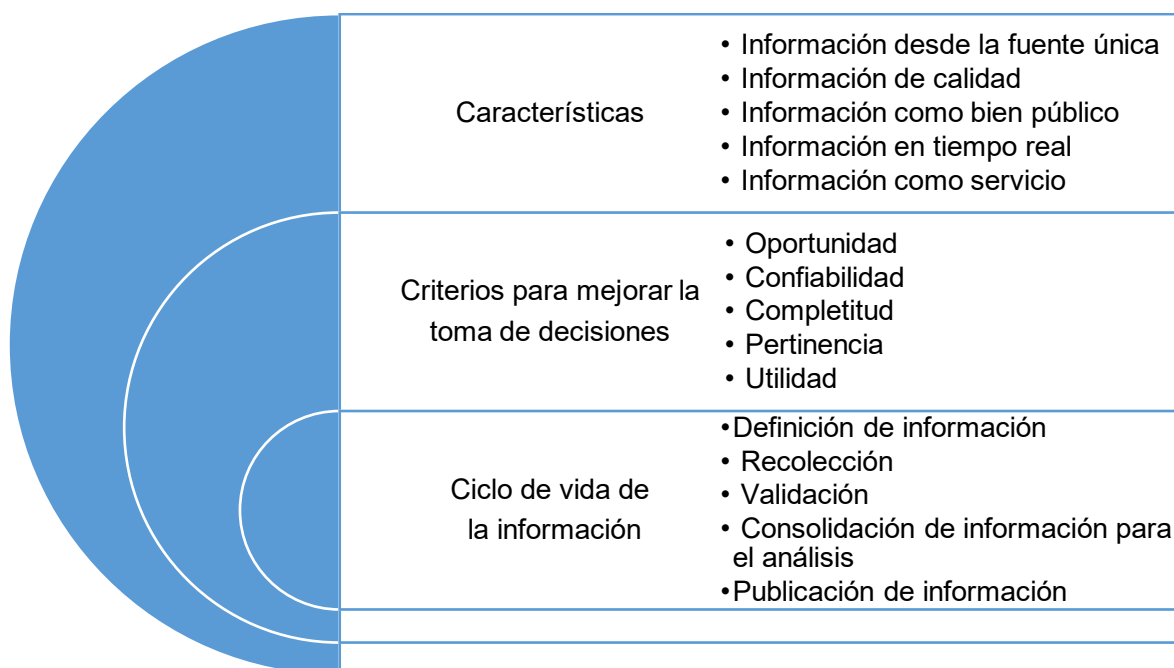 Características
• Información desde la fuente única
• Información de calidad
• Información como bien público
• Información en tiempo real
• Información como servicio
Criterios para mejorar la
toma de decisiones
• Oportunidad
• Confiabilidad
• Completitud
• Pertinencia
• Utilidad
Ciclo de vida de
la información
•Definición de información
• Recolección
• Validación
• Consolidación de información para
el análisis
•Publicación de información